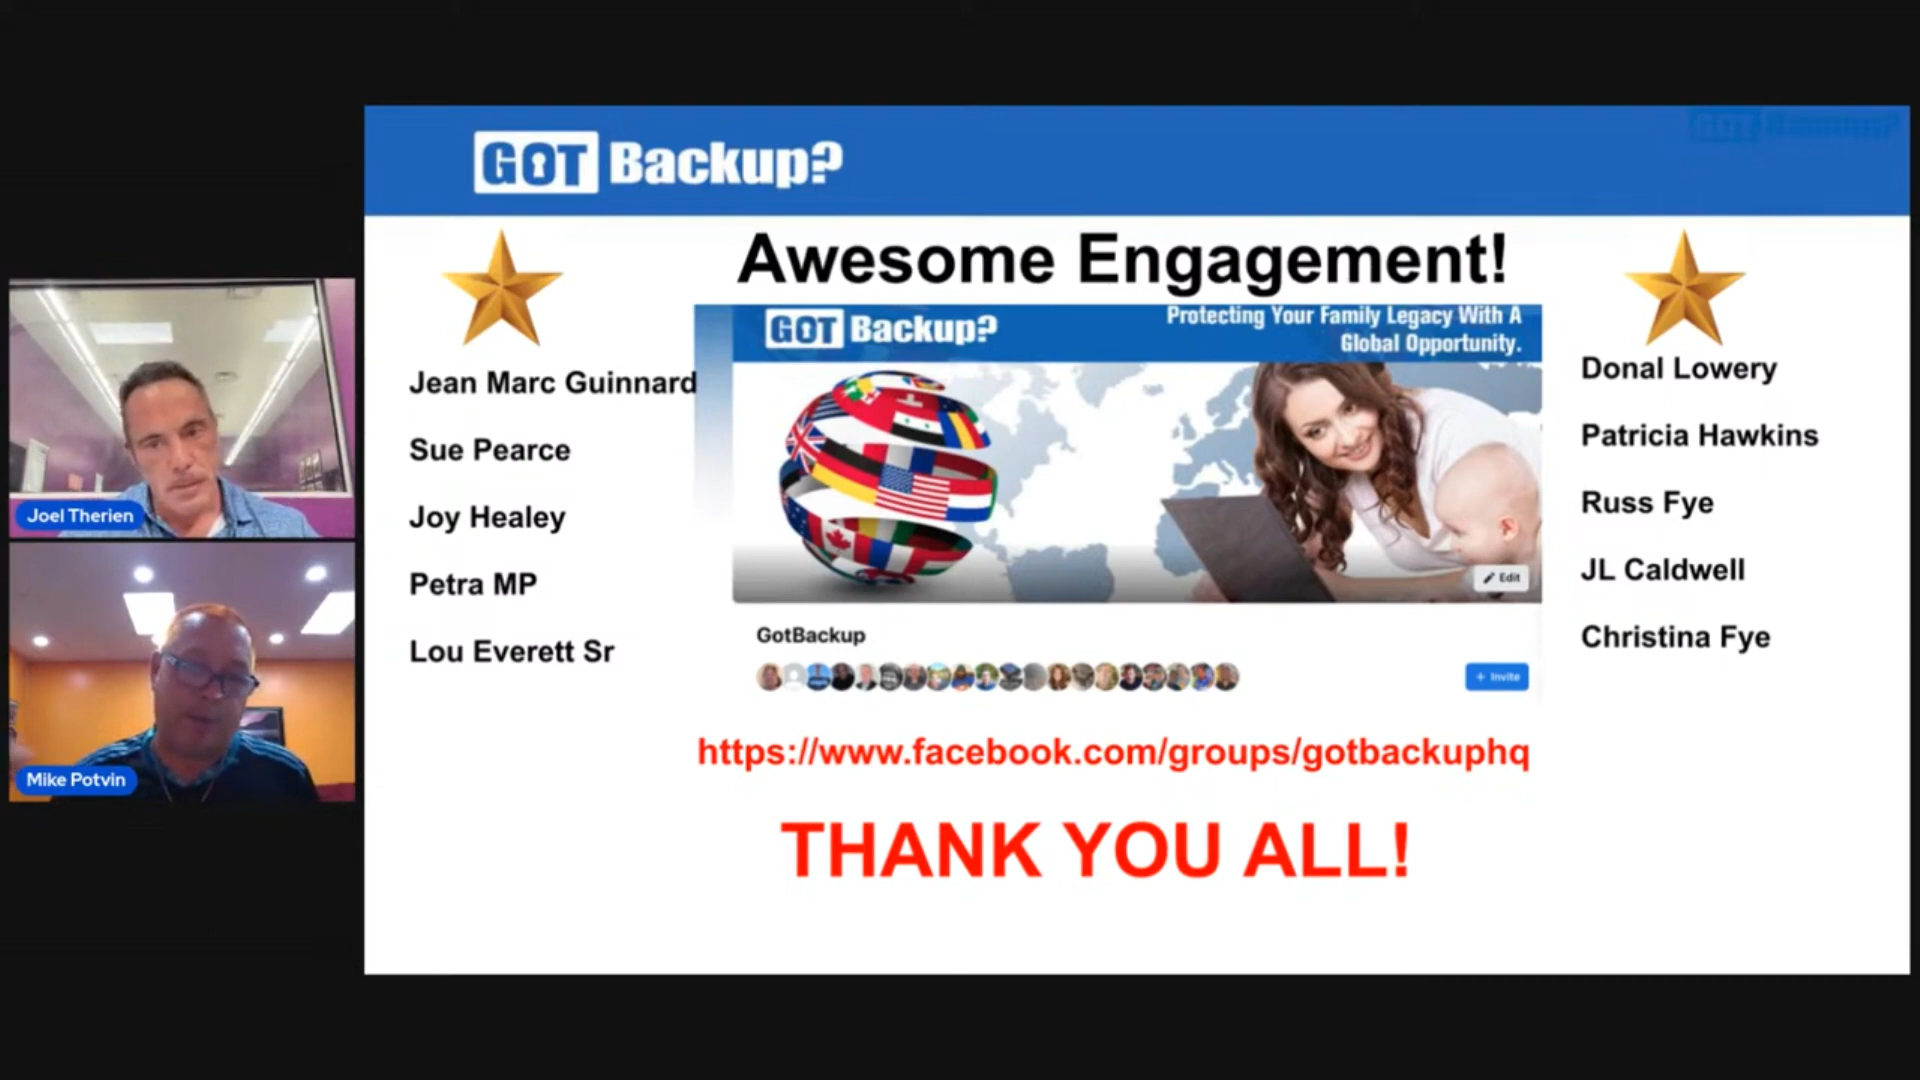 GOT Backup?
GOT Backup?
Awesome Engagement!
GOT Backup?
Protecting Your Family Legacy With A
Global Opportunity.
Jean Marc Guinnard
Sue Pearce
Joy Healey
Petra MP
Lou Everett Sr
Donal Lowery
Patricia Hawkins
Russ Fye
JL Caldwell
Christina Fye
Edit
GotBackup
+ Invite
https://www.facebook.com/groups/gotbackuphq
THANK YOU ALL!
Joel Therien
Mike Potvin